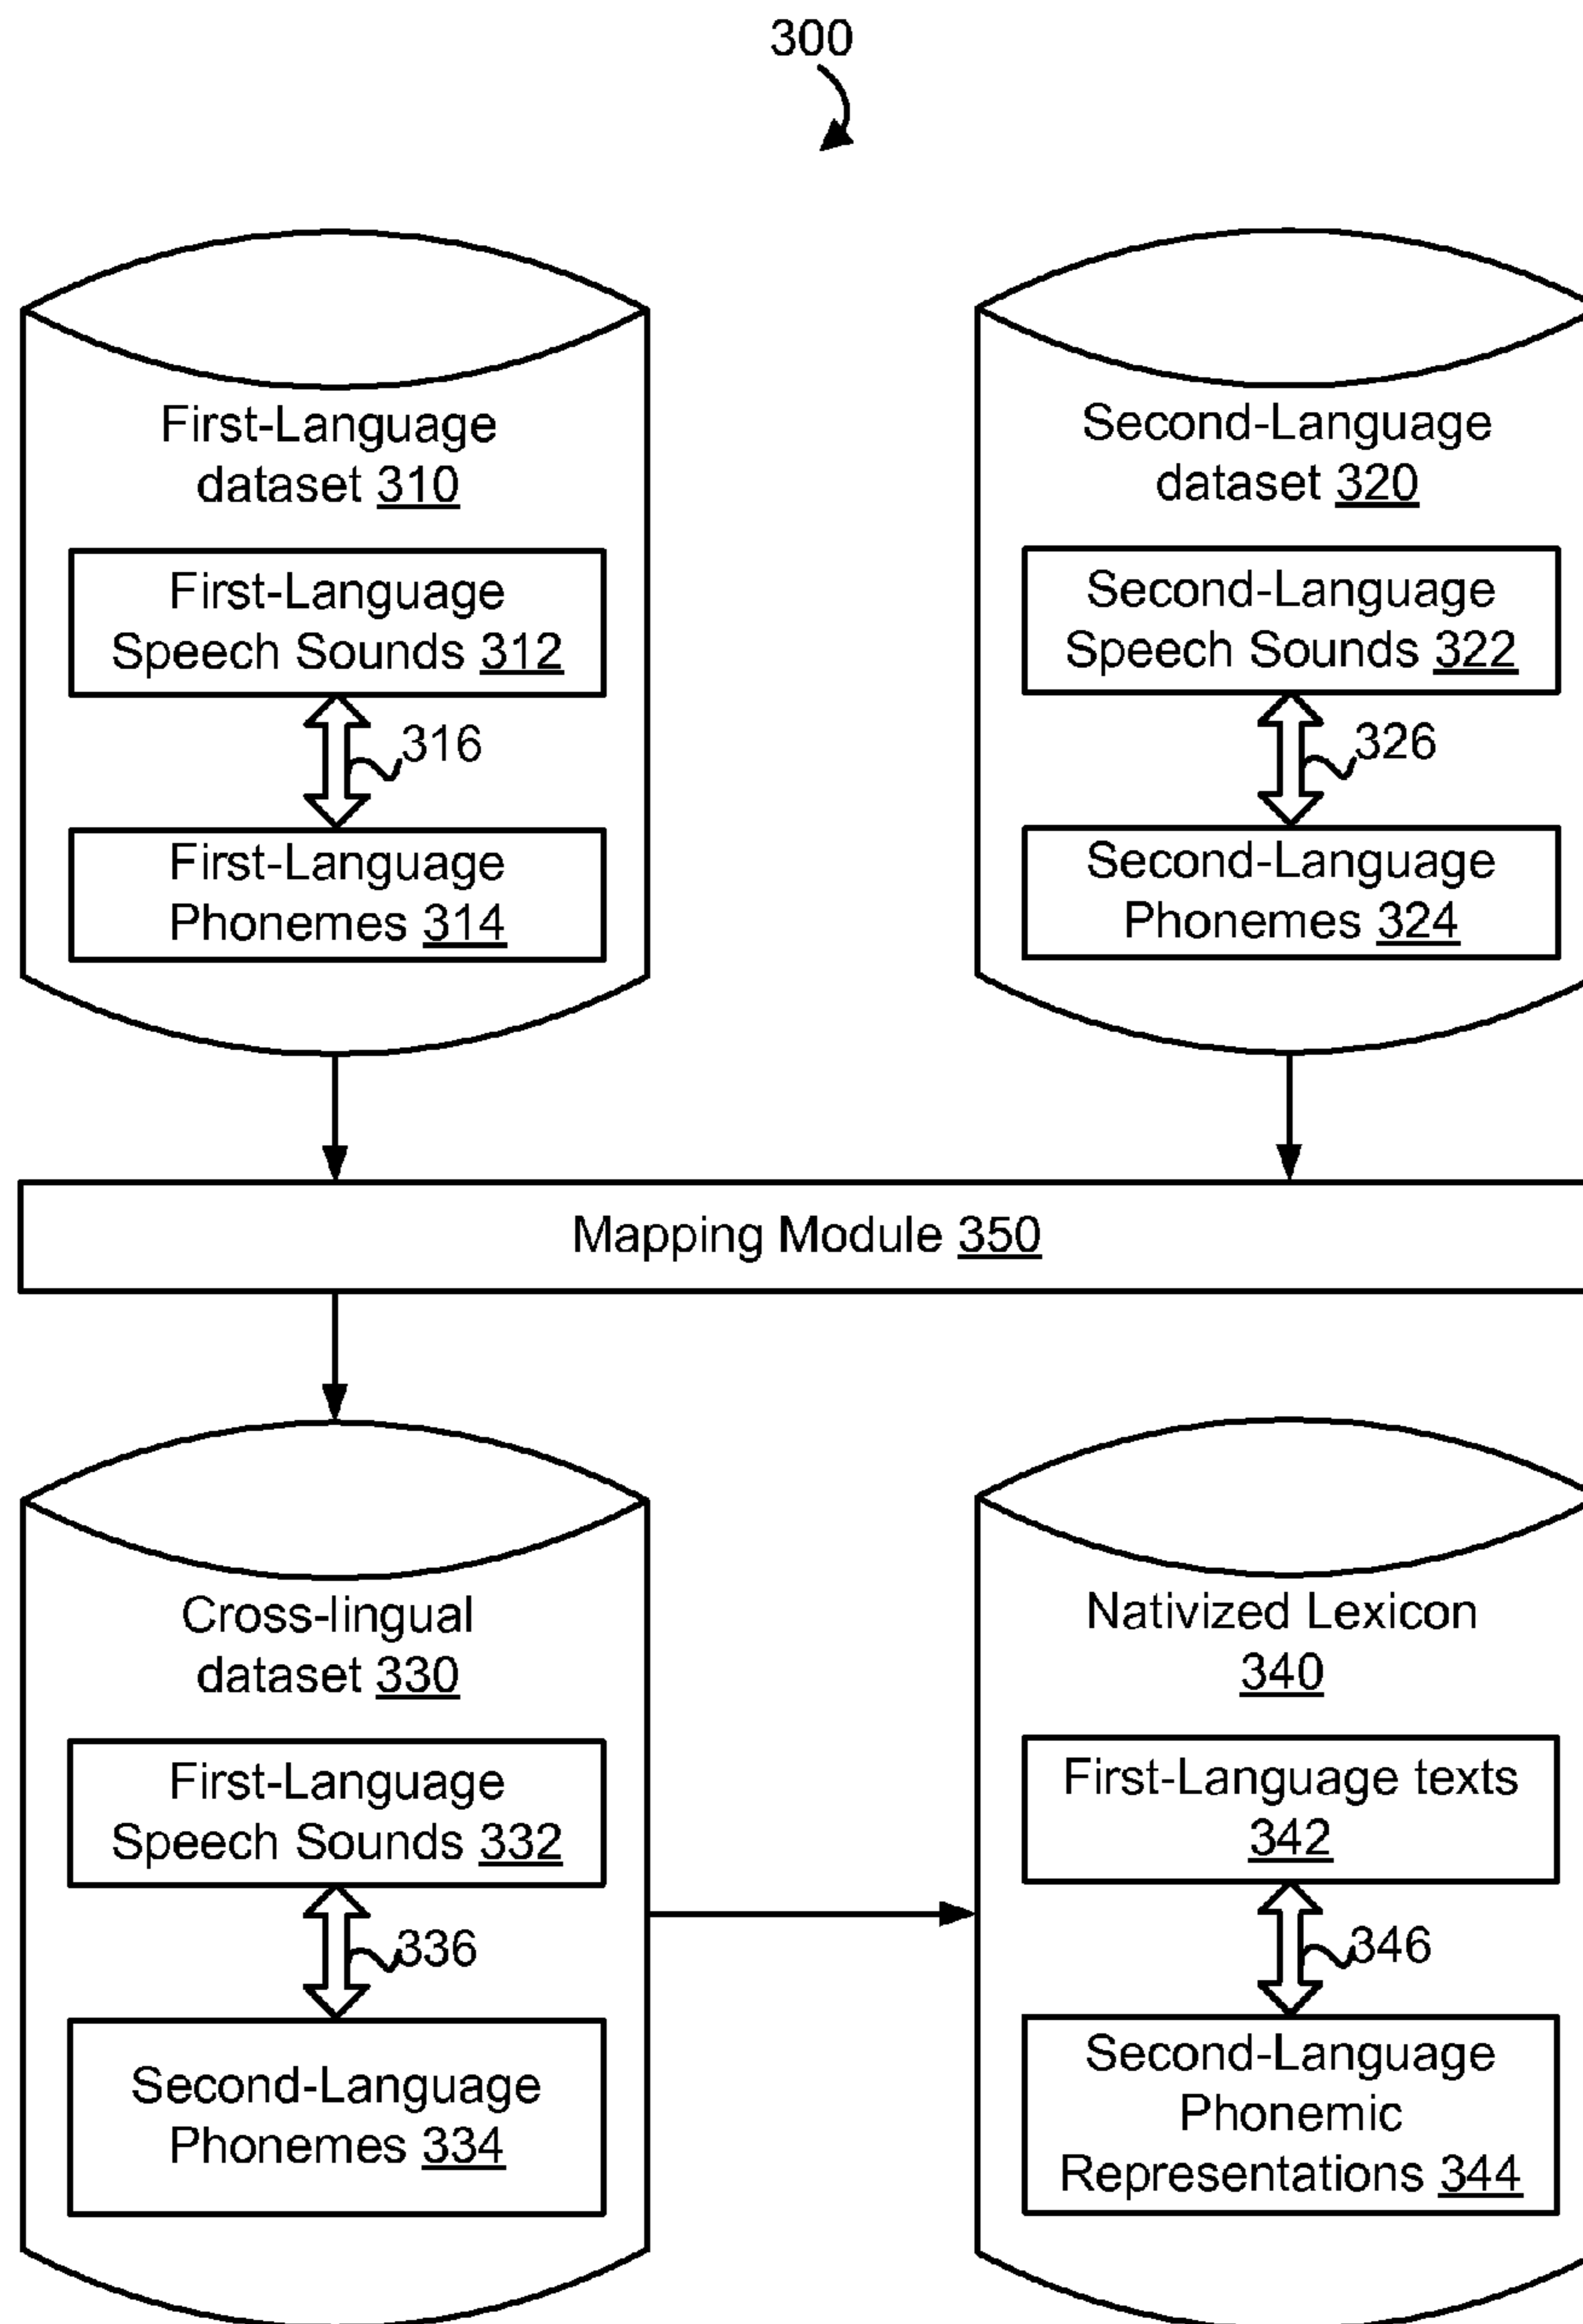 300
First-Language
dataset 310
First-Language
Speech Sounds 312
316
First-Language
Phonemes 314
Second-Language
dataset 320
Second-Language
Speech Sounds 322
326
Second-Language
Phonemes 324
Mapping Module 350
Cross-lingual
dataset 330
First-Language
Speech Sounds 332
336
Second-Language
Phonemes 334
Nativized Lexicon
340
First-Language texts
342
346
Second-Language
Phonemic
Representations 344